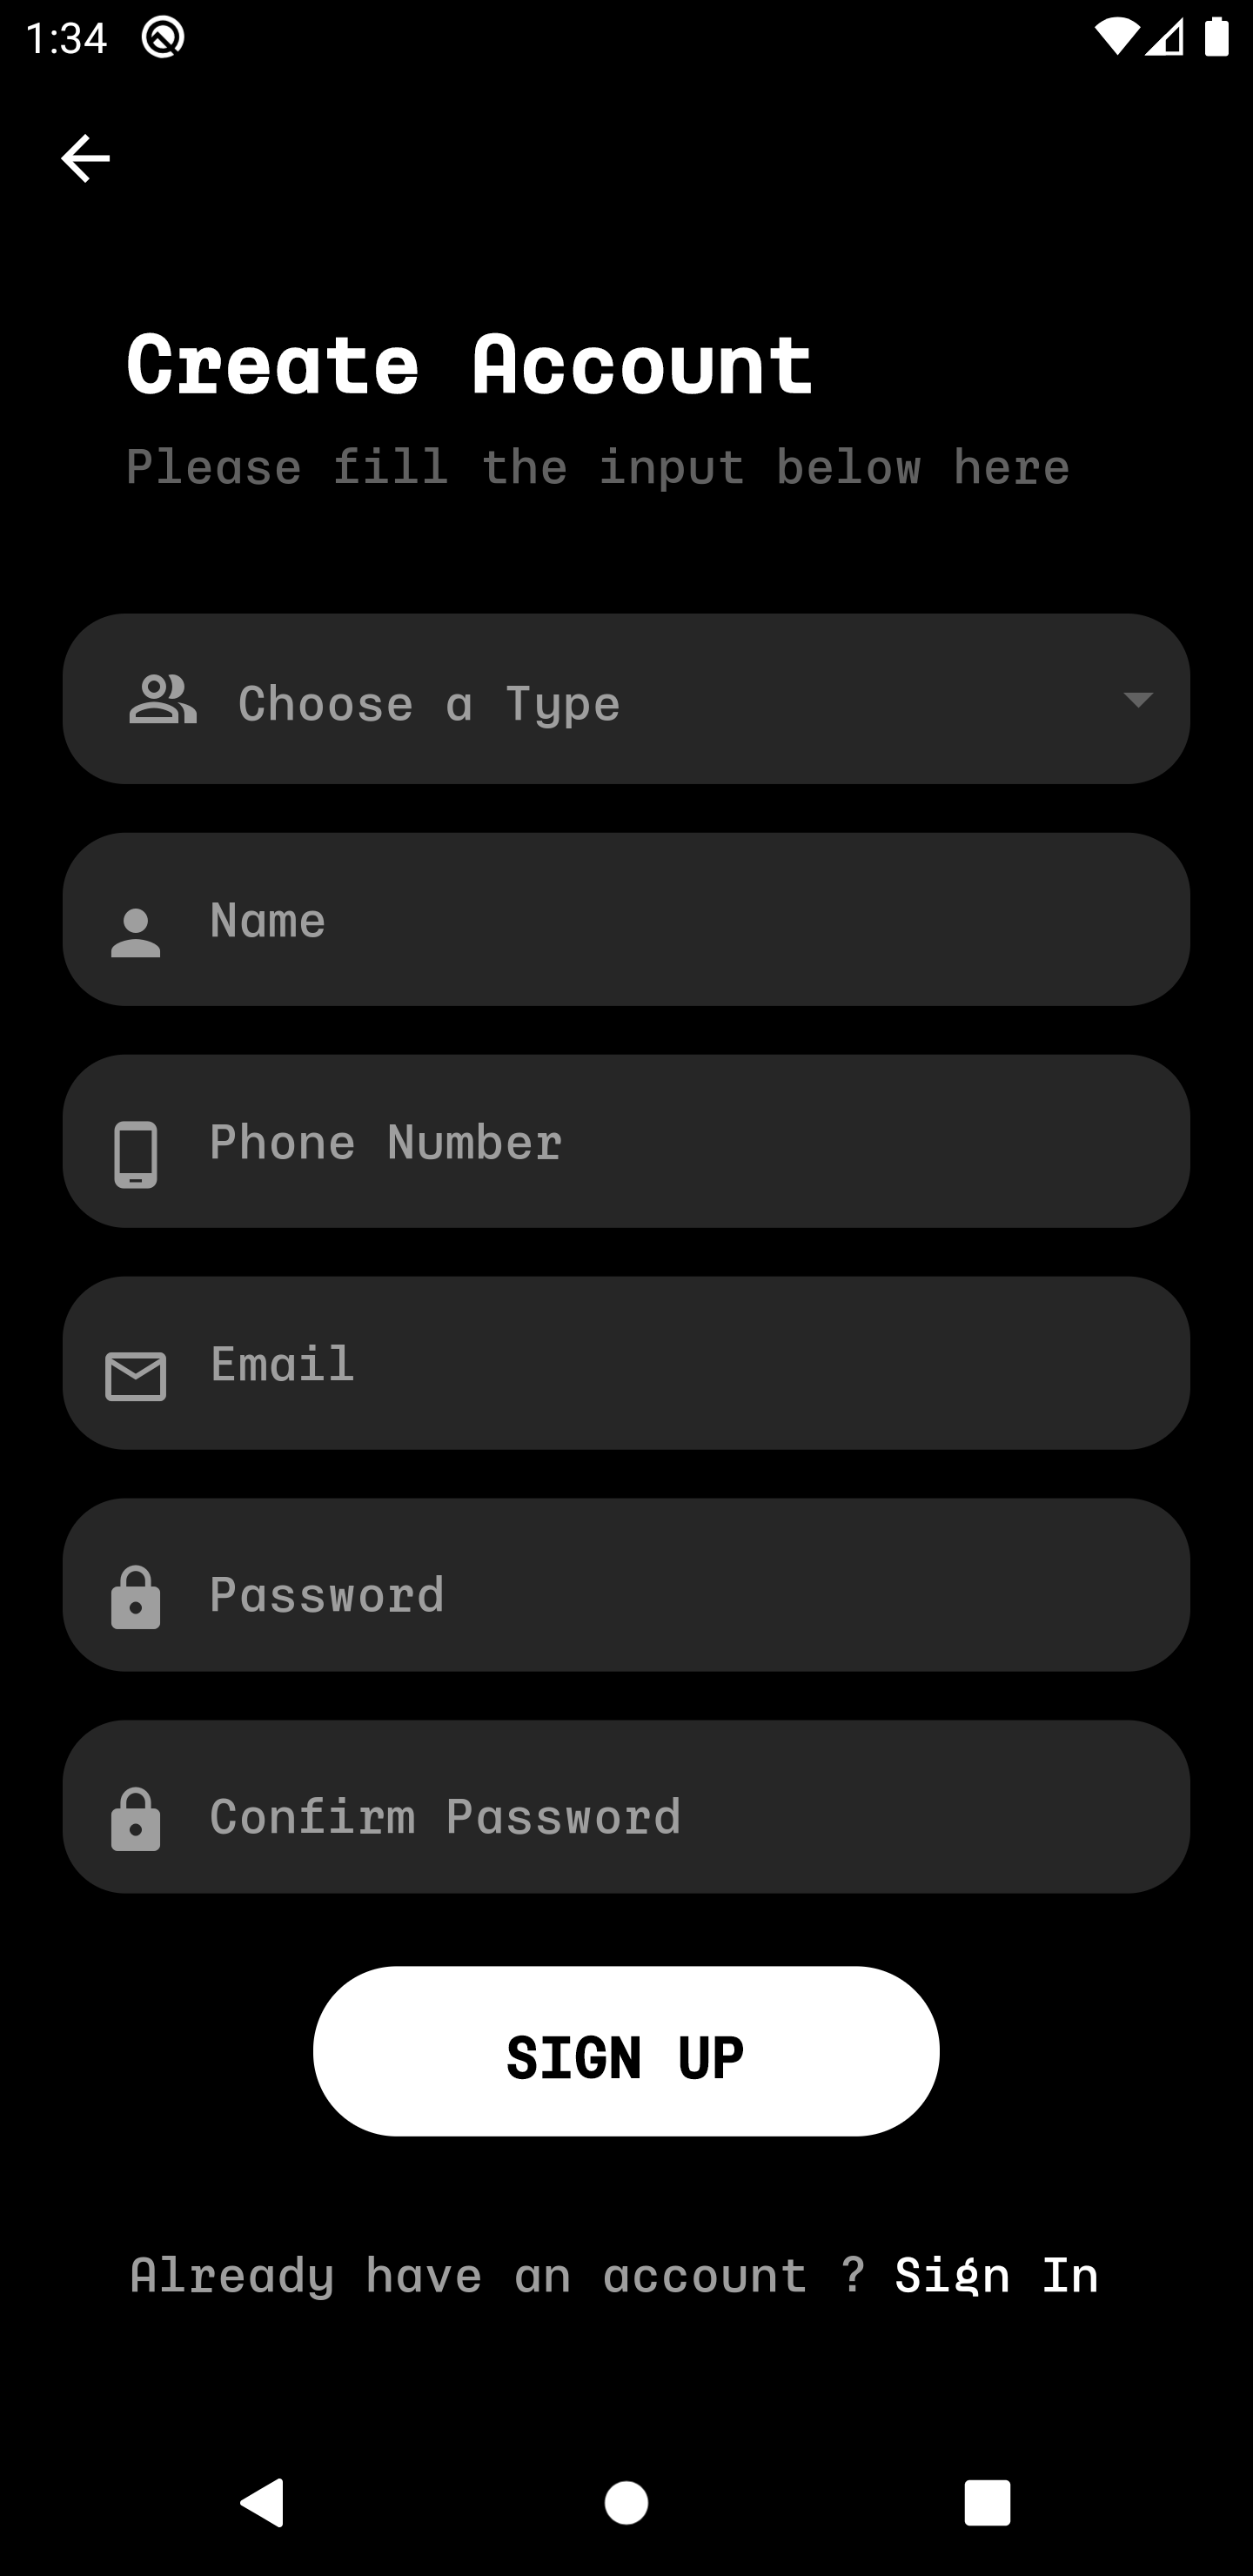 1:34
Create Account
Please fill the input below here
Choose a Type
Name
Phone Number
Email
Password
Confirm Password
SIGN UP
Already have an account ? Sign In